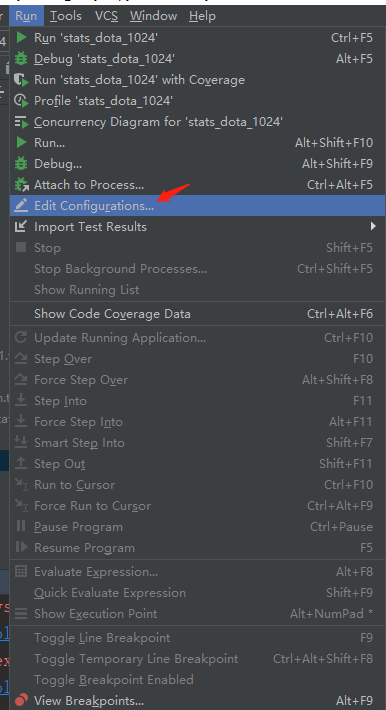 Run Tools VCS Window Help
Run 'stats_dota_1024' Ctrl+F5
Debug 'stats_dota_1024' Alt+F5
Run 'stats_dota_1024' with Coverage
Profile 'stats_dota_1024'
Concurrency Diagram for 'stats_dota_1024'
Run... Alt+Shift+F10
Debug... Alt+Shift+F9
Attach to Process... Ctrl+Alt+F5
Edit Configurations...
Import Test Results
Stop Shift+F5
Stop Background Processes... Ctrl+Shift+F5
Show Running List
Show Code Coverage Data Ctrl+Alt+F6
Update Running Application... Ctrl+F10
Step Over F10
Force Step Over Alt+Shift+F8
Step Into F11
Force Step Into Alt+F11
Smart Step Into Shift+F7
Step Out Shift+F11
Run to Cursor Ctrl+F10
Force Run to Cursor Ctrl+Alt+F9
Pause Program Ctrl+Pause
Resume Program F5
Evaluate Expression... Alt+F8
Quick Evaluate Expression Shift+F9
Show Execution Point Alt+NumPad *
Toggle Line Breakpoint F9
Toggle Temporary Line Breakpoint Ctrl+Alt+Shift+F8
Toggle Breakpoint Enabled
View Breakpoints... Alt+F9